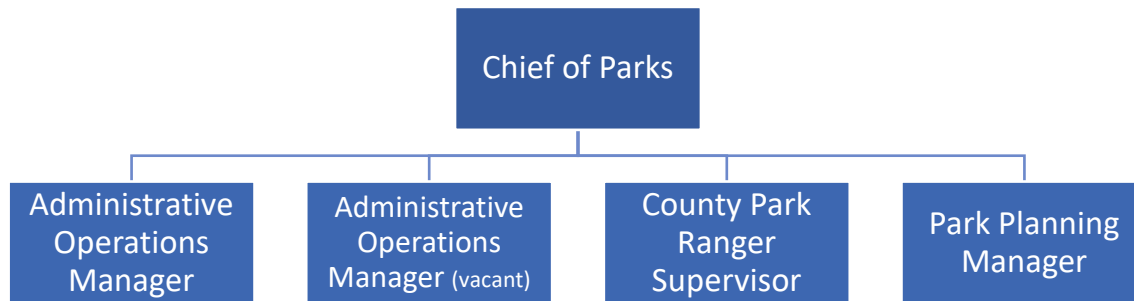 Chief of Parks
Administrative
Operations
Manager
Administrative
Operations
Manager (vacant)
County Park
Ranger
Supervisor
Park Planning
Manager